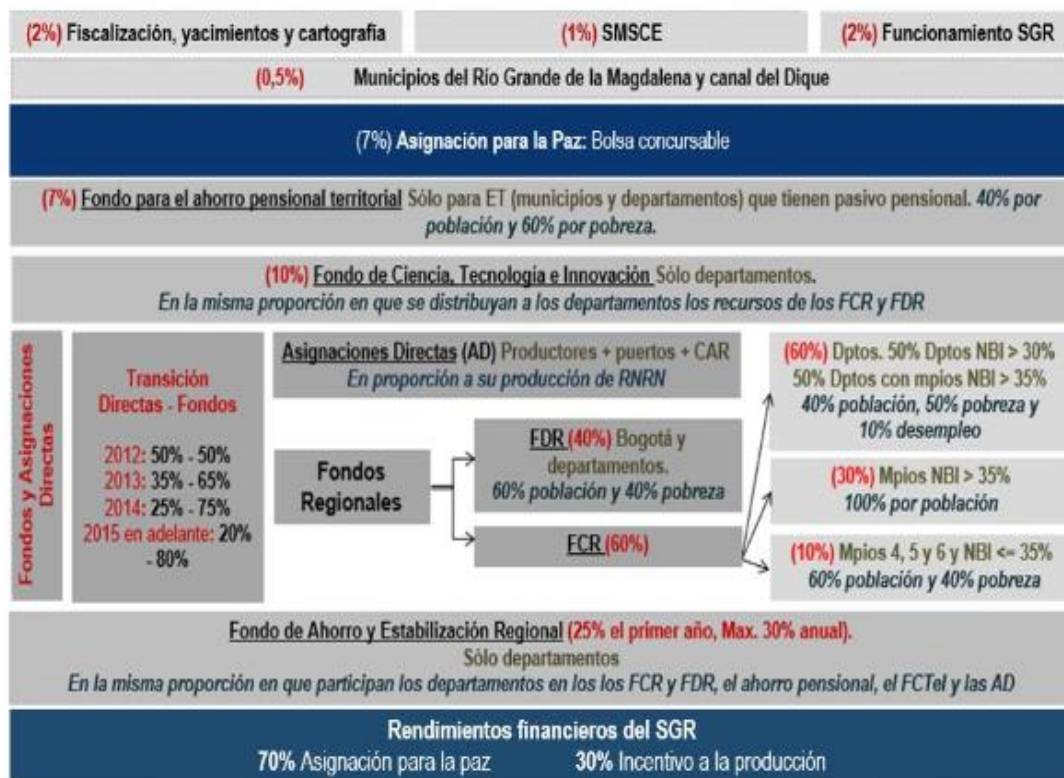 (2%) Fiscalización, yacimientos y cartografía
(1%) SMSCE
(2%) Funcionamiento SGR
(0,5%) Municipios del Río Grande de la Magdalena y canal del Dique
(7%) Asignación para la Paz: Bolsa concursable
(7%) Fondo para el ahorro pensional territorial Sólo para ET (municipios y departamentos) que tienen pasivo pensional. 40% por
población y 60% por pobreza.
(10%) Fondo de Ciencia, Tecnología e Innovación Sólo departamentos.
En la misma proporción en que se distribuyan a los departamentos los recursos de los FCR y FDR
Fondos y Asignaciones
Directas
Transición
Directas - Fondos
2012: 50% - 50%
2013: 35% - 65%
2014: 25% - 75%
2015 en adelante: 20%
- 80%
Asignaciones Directas (AD) Productores + puertos + CAR
En proporción a su producción de RNRN
Fondos
Regionales
FDR (40%) Bogotá y
departamentos.
60% población y 40% pobreza
FCR (60%)
(60%) Dptos. 50% Dptos NBI > 30%
50% Dptos con mpios NBI > 35%
40% población, 50% pobreza y
10% desempleo
(30%) Mpios NBI > 35%
100% por población
(10%) Mpios 4, 5 y 6 y NBI <= 35%
60% población y 40% pobreza
Fondo de Ahorro y Estabilización Regional (25% el primer año, Max. 30% anual).
Sólo departamentos
En la misma proporción en que participan los departamentos en los los FCR y FDR, el ahorro pensional, el FCTeI y las AD
Rendimientos financieros del SGR
70% Asignación para la paz 30% Incentivo a la producción